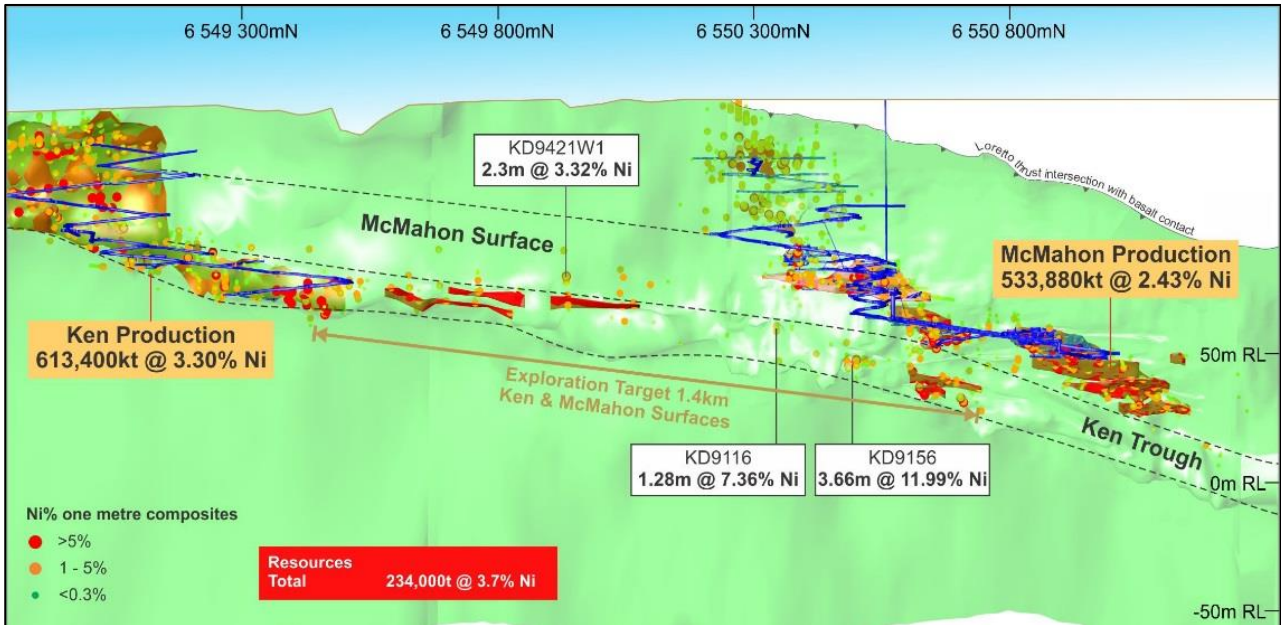 6 549 300mN
6 549 800mN
6 550 300mN
6 550 800mN
KD9421W1
2.3m @ 3.32% Ni
Loretto thrust intersection with basalt contact
McMahon Surface
McMahon Production
533,880kt @ 2.43% Ni
Ken Production
613,400kt @ 3.30% Ni
50m RL
Exploration Target 1.4km
Ken & McMahon Surfaces
Ken Trough
KD9116
1.28m @ 7.36% Ni
KD9156
3.66m @ 11.99% Ni
0m RL
Ni% one metre composites
>5%
1 - 5%
<0.3%
Resources
Total 234,000t @ 3.7% Ni
-50m RL